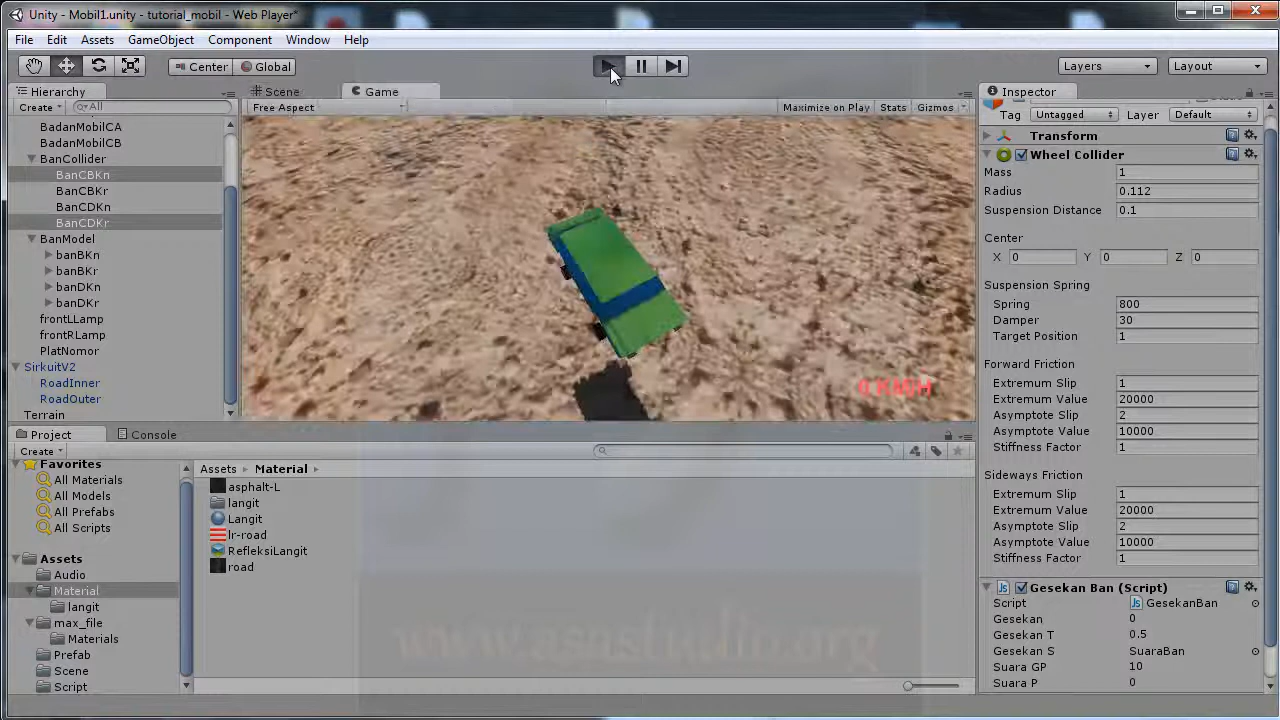 Unity - Mobil1.unity - tutorial_mobil - Web Player*
File Edit Assets GameObject Component Window Help
Center Global Layers Layout
Hierarchy
Create All
BadanMobilCA
BadanMobilCB
BanCollider
BanCBKn
BanCBKr
BanCDKn
BanCDKr
BanModel
banBKn
banBKr
banDKn
banDKr
frontLLamp
frontRLamp
PlatNomor
SirkuitV2
RoadInner
RoadOuter
Terrain
Scene Game
Free Aspect Maximize on Play Stats Gizmos
0 KM/H
Inspector
Tag Untagged Layer Default
Transform
Wheel Collider
Mass 1
Radius 0.112
Suspension Distance 0.1
Center
X 0 Y 0 Z 0
Suspension Spring
Spring 800
Damper 30
Target Position 1
Forward Friction
Extremum Slip 1
Extremum Value 20000
Asymptote Slip 2
Asymptote Value 10000
Stiffness Factor 1
Sideways Friction
Extremum Slip 1
Extremum Value 20000
Asymptote Slip 2
Asymptote Value 10000
Stiffness Factor 1
Gesekan Ban (Script)
Script GesekanBan
Gesekan 0
Gesekan T 0.5
Gesekan S SuaraBan
Suara GP 10
Suara P 0
Project Console
Create
Favorites
All Materials
All Models
All Prefabs
All Scripts
Assets
Audio
Material
langit
max_file
Materials
Prefab
Scene
Script
Assets Material
asphalt-L
langit
Langit
lr-road
RefleksiLangit
road
www.asastudio.org